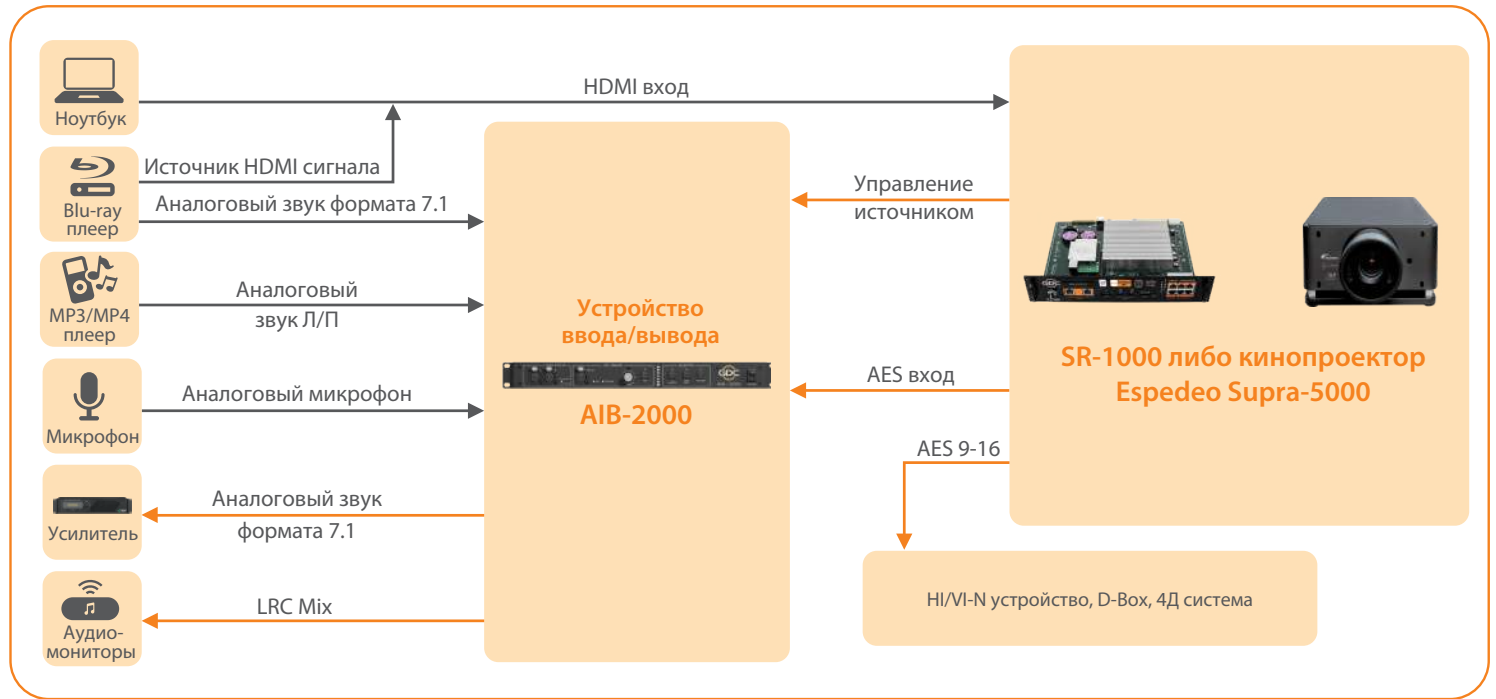 Ноутбук
HDMI вход
Источник HDMI сигнала
Blu-ray
плеер
Аналоговый звук формата 7.1
MP3/MP4
плеер
Аналоговый
звук Л/П
Микрофон
Аналоговый микрофон
Усилитель
Аналоговый звук
формата 7.1
Аудио-
мониторы
LRC Mix
Устройство
ввода/вывода
GDC
AIB-2000
Управление
источником
AES вход
AES 9-16
GDC
SR-1000 либо кинопроектор
Espedeo Supra-5000
HI/VI-N устройство, D-Box, 4Д система